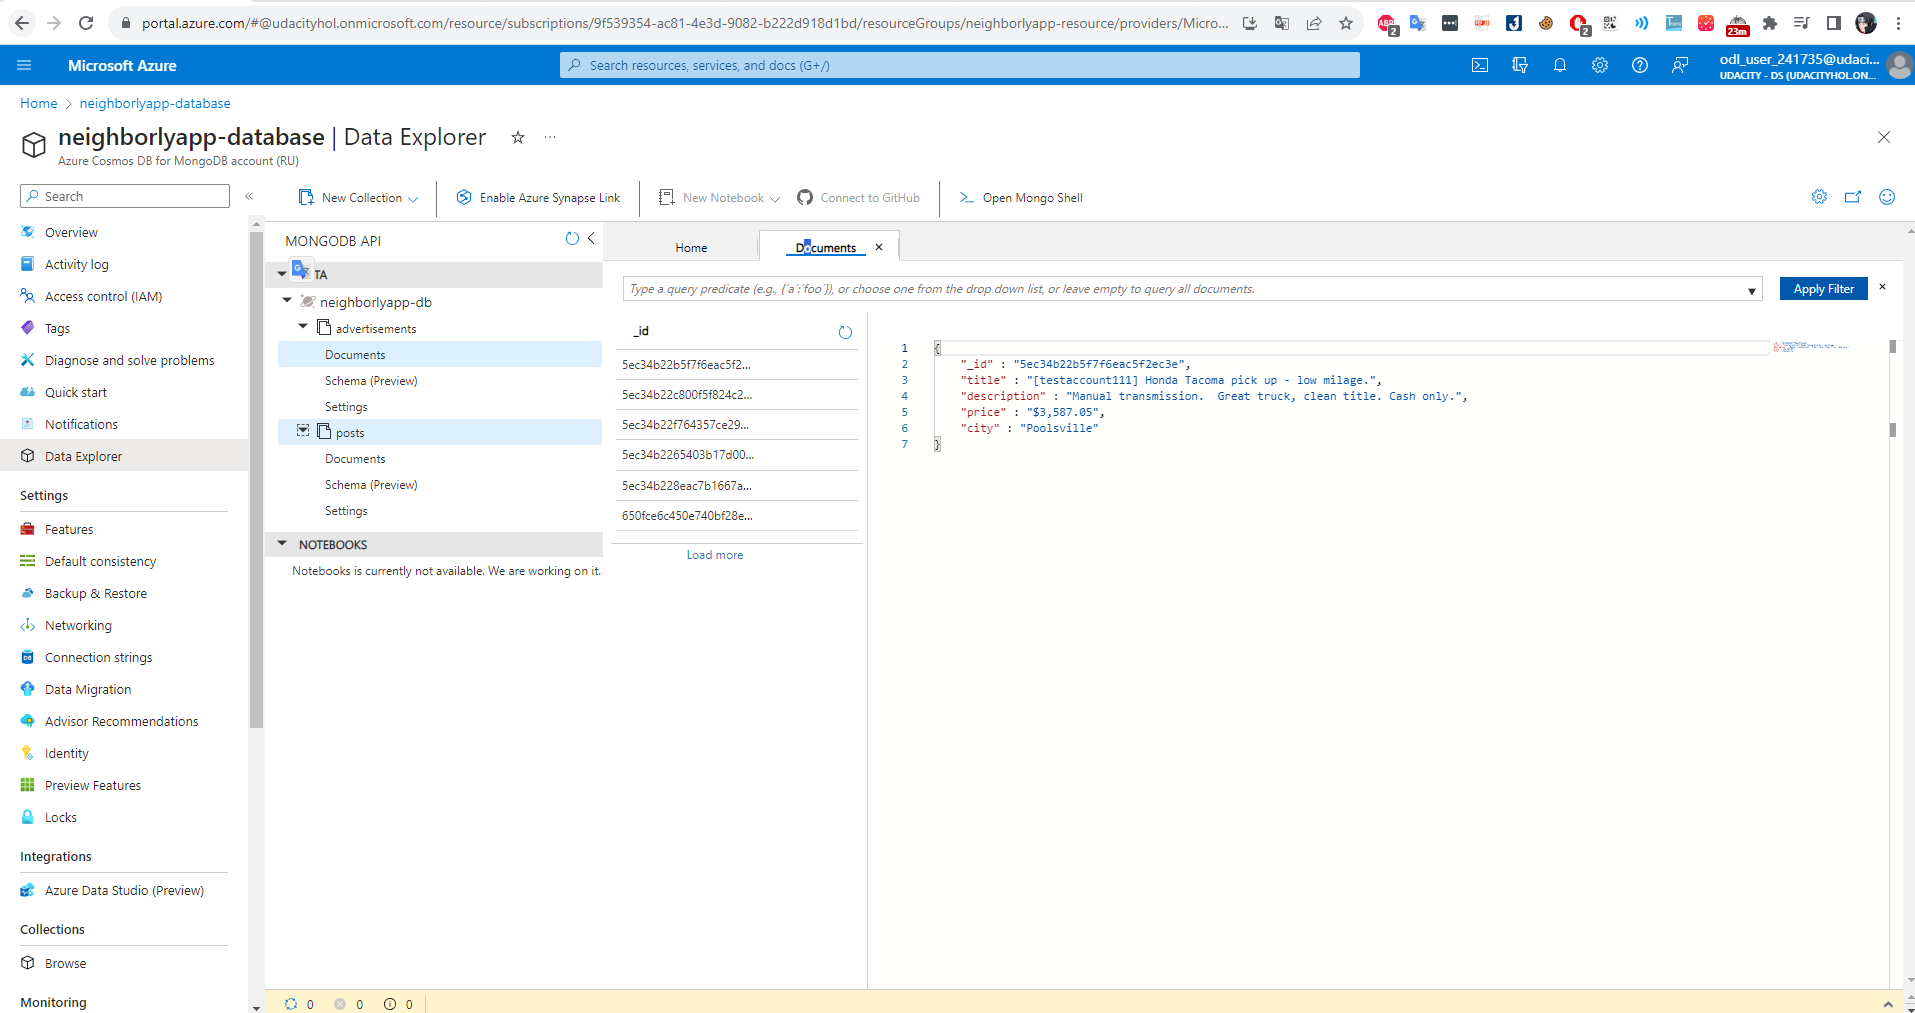 portal.azure.com/#@udacityhol.onmicrosoft.com/resource/subscriptions/9f539354-ac81-4e3d-9082-b222d918d1bd/resourceGroups/neighborlyapp-resource/providers/Micro...
2
2
23m
Microsoft Azure
Search resources, services, and docs (G+/)
odl_user_241735@udaci...
UDACITY - DS (UDACITYHOL.ON...
Home > neighborlyapp-database
neighborlyapp-database | Data Explorer
Azure Cosmos DB for MongoDB account (RU)
Search
Overview
Activity log
Access control (IAM)
Tags
Diagnose and solve problems
Quick start
Notifications
Data Explorer
Settings
Features
Default consistency
Backup & Restore
Networking
Connection strings
Data Migration
Advisor Recommendations
Identity
Preview Features
Locks
Integrations
Azure Data Studio (Preview)
Collections
Browse
Monitoring
New Collection
Enable Azure Synapse Link
New Notebook
Connect to GitHub
Open Mongo Shell
MONGODB API
TA
neighborlyapp-db
advertisements
Documents
Schema (Preview)
Settings
posts
Documents
Schema (Preview)
Settings
NOTEBOOKS
Notebooks is currently not available. We are working on it.
Home
Documents
Type a query predicate (e.g., {´a´:´foo´}), or choose one from the drop down list, or leave empty to query all documents.
Apply Filter
_id
5ec34b22b5f7f6eac5f2...
5ec34b22c800f5f824c2...
5ec34b22f764357ce29...
5ec34b2265403b17d00...
5ec34b228eac7b1667a...
650fce6c450e740bf28e...
Load more
1 {
2 "_id" : "5ec34b22b5f7f6eac5f2ec3e",
3 "title" : "[testaccount111] Honda Tacoma pick up - low milage.",
4 "description" : "Manual transmission.  Great truck, clean title. Cash only.",
5 "price" : "$3,587.05",
6 "city" : "Poolsville"
7 }
0 0 0